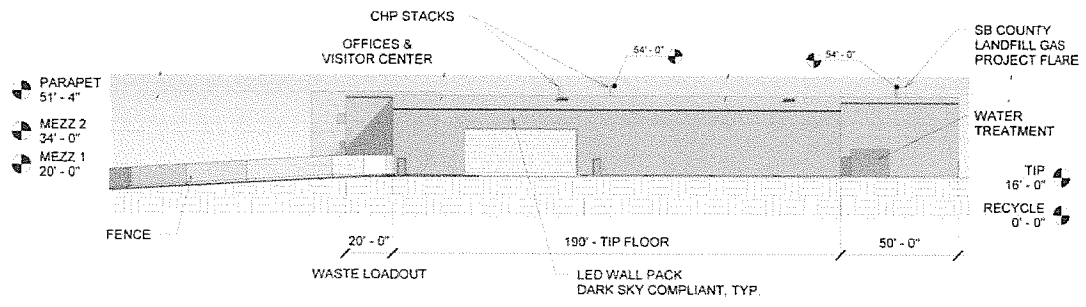 CHP STACKS
OFFICES &
VISITOR CENTER
54' - 0"
54' - 0"
SB COUNTY
LANDFILL GAS
PROJECT FLARE
PARAPET
51' - 4"
MEZZ 2
34' - 0"
MEZZ 1
20' - 0"
WATER
TREATMENT
TIP
16' - 0"
RECYCLE
0' - 0"
FENCE
20' - 0"
190' - TIP FLOOR
50' - 0"
WASTE LOADOUT
LED WALL PACK
DARK SKY COMPLIANT, TYP.